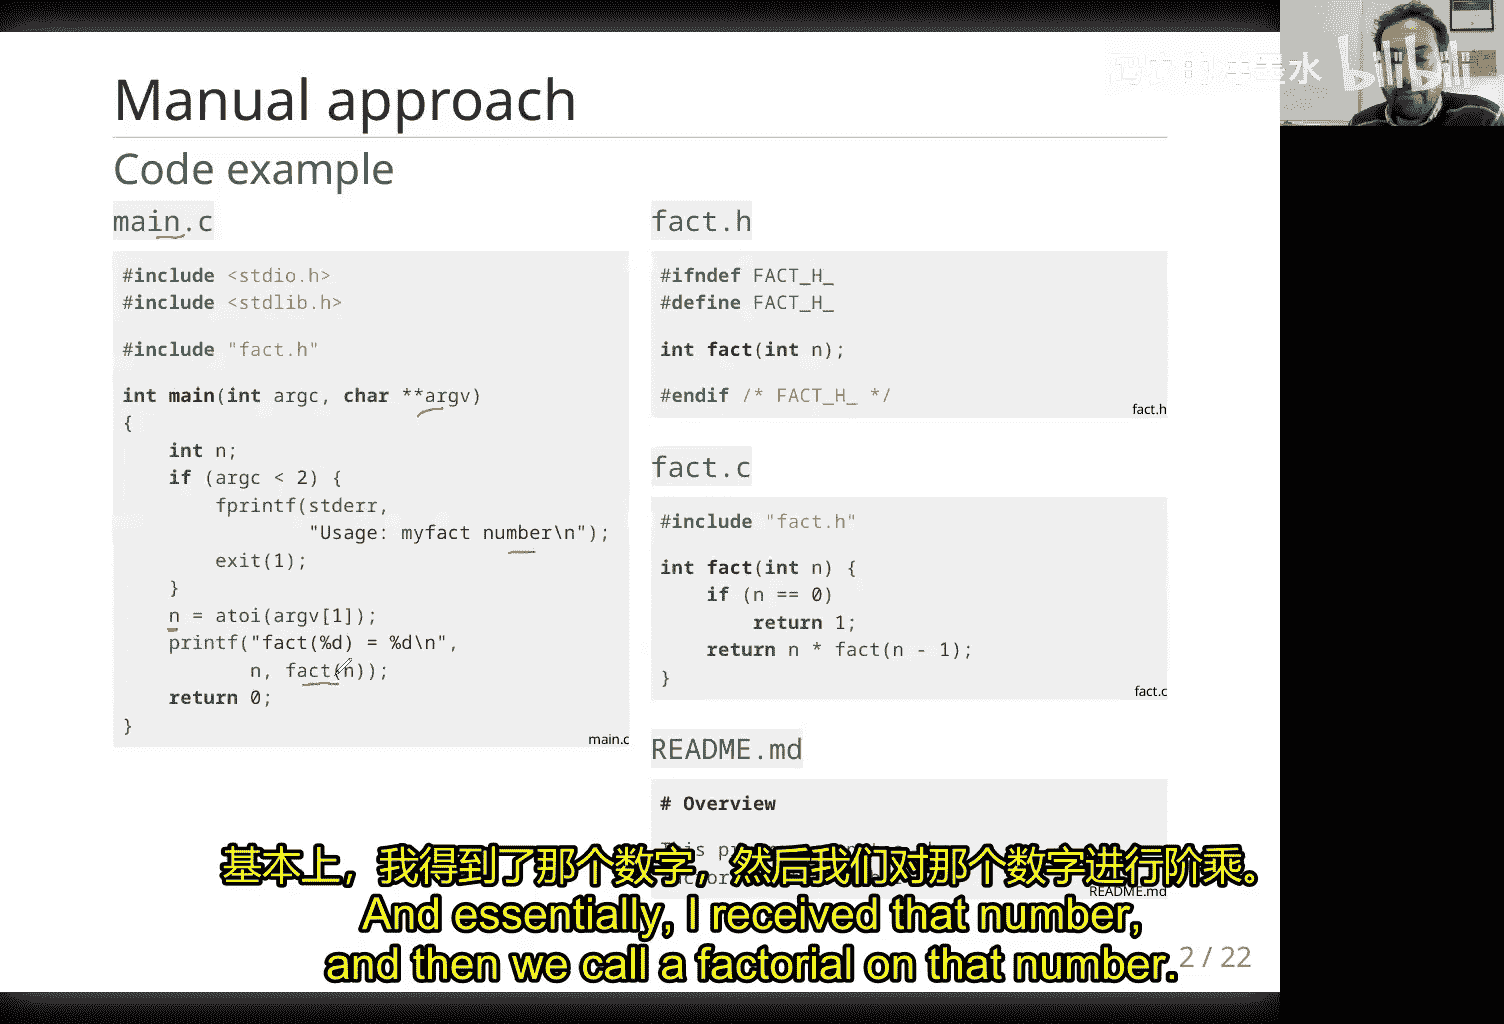 Manual approach
Code example
main.c
#include <stdio.h>
#include <stdlib.h>
#include "fact.h"
int main(int argc, char **argv)
{
int n;
if (argc < 2) {
fprintf(stderr,
"Usage: myfact number\n");
exit(1);
}
n = atoi(argv[1]);
printf("fact(%d) = %d\n",
n, fact(n));
return 0;
}
main.c
fact.h
#ifndef FACT_H_
#define FACT_H_
int fact(int n);
#endif /* FACT_H_ */
fact.h
fact.c
#include "fact.h"
int fact(int n) {
if (n == 0)
return 1;
return n * fact(n - 1);
}
fact.c
README.md
# Overview
README.md
基本上，我得到了那个数字，然后我们对那个数字进行阶乘。
And essentially, I received that number,
and then we call a factorial on that number.
2 / 22
bilibili